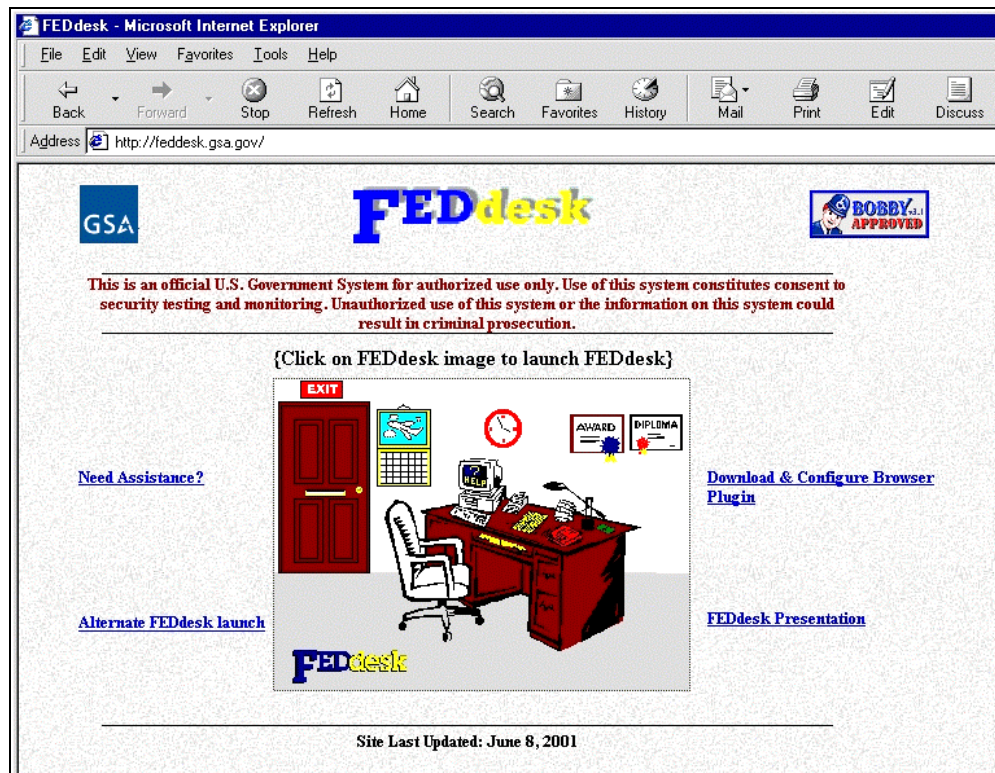 FEDdesk - Microsoft Internet Explorer
File Edit View Favorites Tools Help
Back Forward Stop Refresh Home Search Favorites History Mail Print Edit Discuss
Address http://feddesk.gsa.gov/
GSA FEDdesk BOBBY v3.1
APPROVED
This is an official U.S. Government System for authorized use only. Use of this system constitutes consent to
security testing and monitoring. Unauthorized use of this system or the information on this system could
result in criminal prosecution.
{Click on FEDdesk image to launch FEDdesk}
EXIT
AWARD DIPLOMA
? HELP
Need Assistance?
Download & Configure Browser
Plugin
Alternate FEDdesk launch
FEDdesk Presentation
FEDdesk
Site Last Updated: June 8, 2001